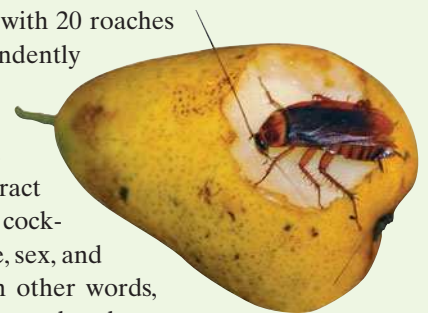 with 20 roaches
ndently
ract
cock-
e, sex, and
n other words,